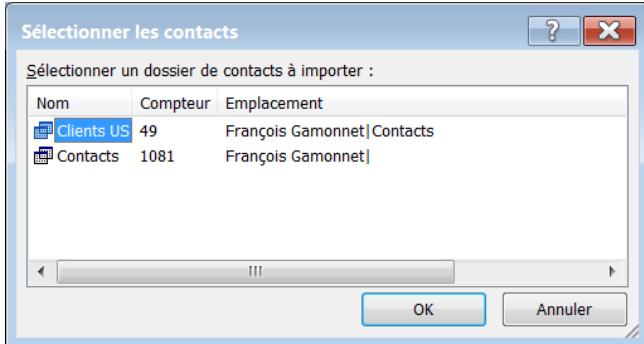 Sélectionner les contacts
Sélectionner un dossier de contacts à importer :
Nom Compteur Emplacement
Clients US 49 François Gamonnet|Contacts
Contacts 1081 François Gamonnet|
OK Annuler